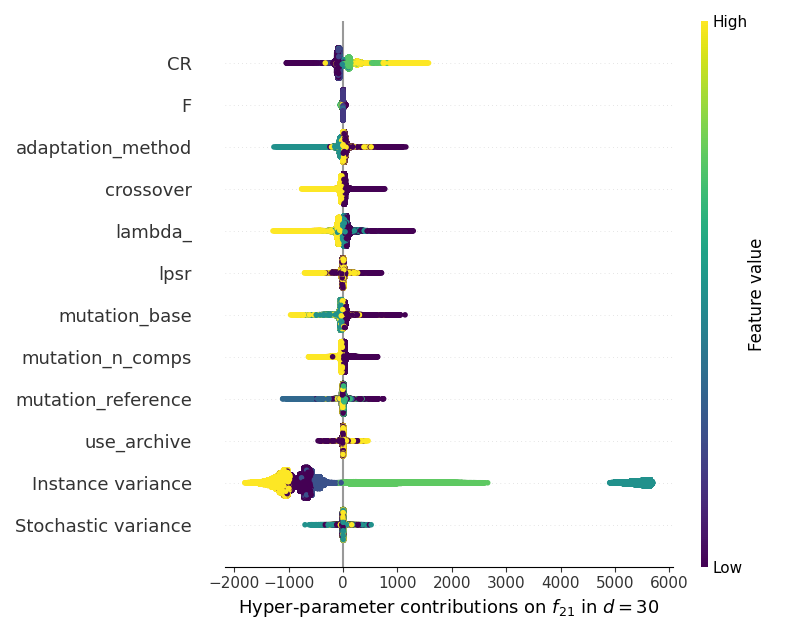 High
CR
F
adaptation_method
crossover
lambda_
lpsr
mutation_base
mutation_n_comps
mutation_reference
use_archive
Instance variance
Stochastic variance
Feature value
Low
−2000 −1000 0 1000 2000 3000 4000 5000 6000
Hyper-parameter contributions on f21 in d = 30